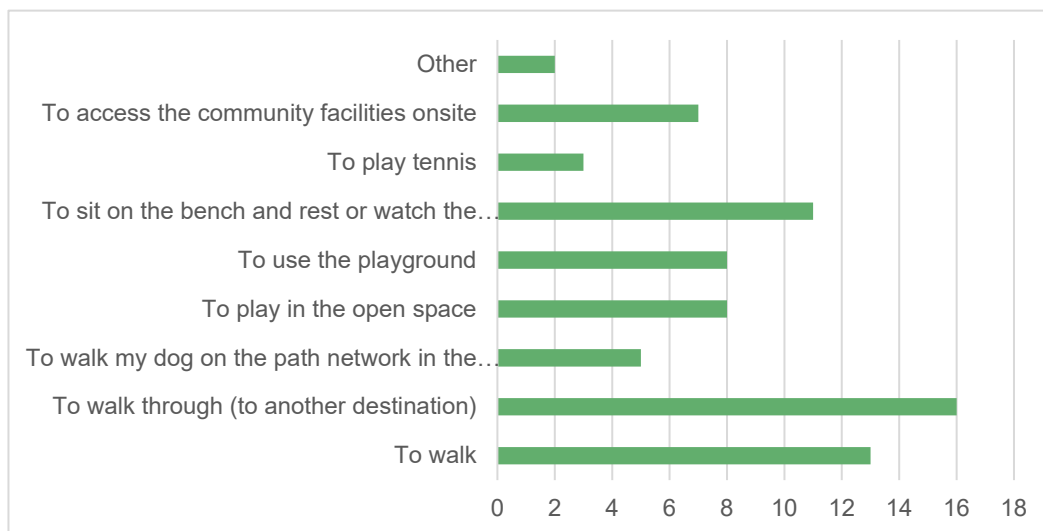 Other
To access the community facilities onsite
To play tennis
To sit on the bench and rest or watch the…
To use the playground
To play in the open space
To walk my dog on the path network in the…
To walk through (to another destination)
To walk
0 2 4 6 8 10 12 14 16 18